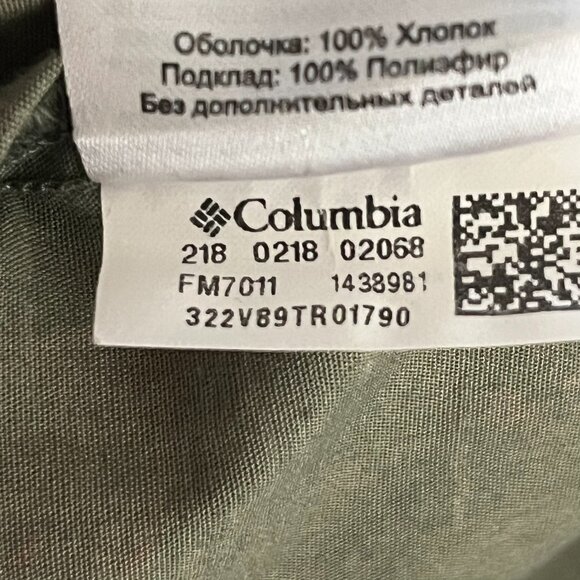 Оболочка: 100% Хлопок
Подклад: 100% Полиэфир
Без дополнительных деталей
Columbia
218 0218 02068
FM7011 1438981
322V89TR01790